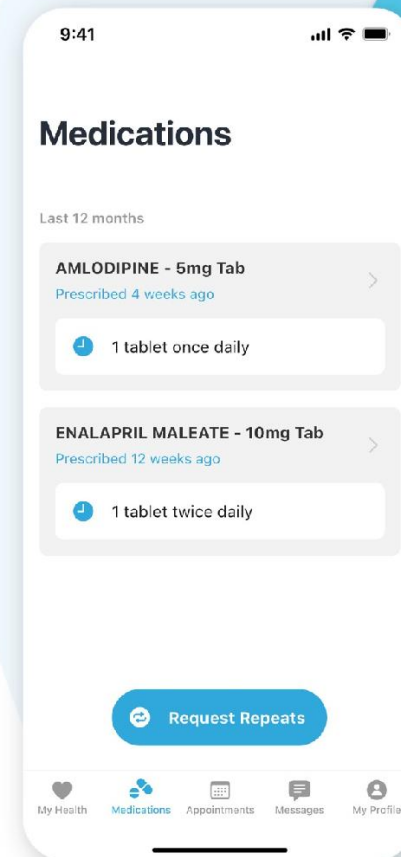 9:41
Medications
Last 12 months
AMLODIPINE - 5mg Tab
Prescribed 4 weeks ago
1 tablet once daily
ENALAPRIL MALEATE - 10mg Tab
Prescribed 12 weeks ago
1 tablet twice daily
Request Repeats
My Health Medications Appointments Messages My Profile